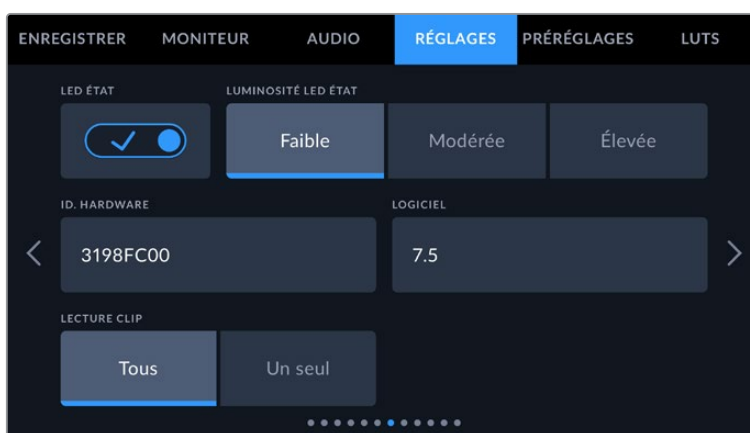 ENREGISTRER MONITEUR AUDIO RÉGLAGES PRÉRÉGLAGES LUTS
LED ÉTAT LUMINOSITÉ LED ÉTAT
Faible Modérée Élevée
ID. HARDWARE LOGICIEL
3198FC00 7.5
LECTURE CLIP
Tous Un seul